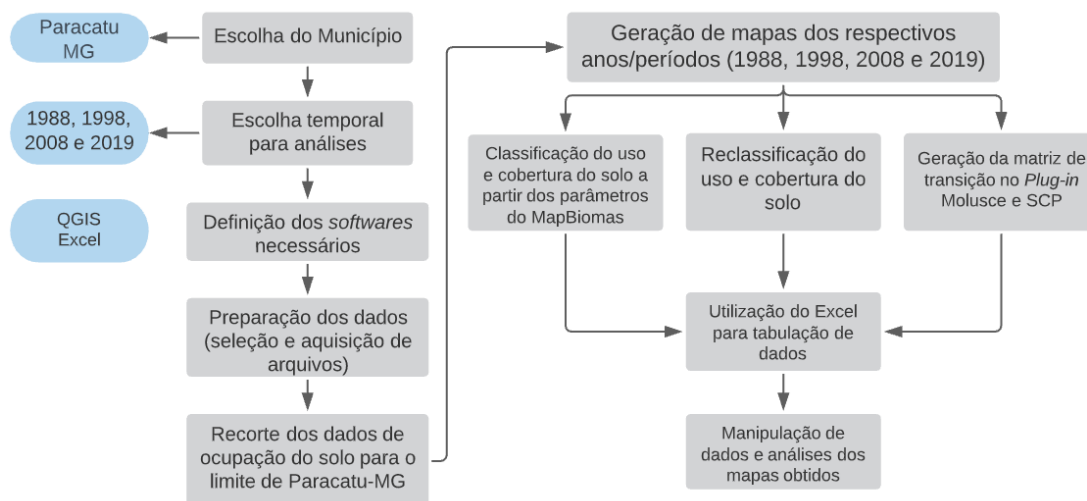 Paracatu
MG
Escolha do Município
1988, 1998,
2008 e 2019
Escolha temporal
para análises
QGIS
Excel
Definição dos softwares
necessários
Preparação dos dados
(seleção e aquisição de
arquivos)
Recorte dos dados de
ocupação do solo para o
limite de Paracatu-MG
Geração de mapas dos respectivos
anos/períodos (1988, 1998, 2008 e 2019)
Classificação do uso
e cobertura do solo a
partir dos parâmetros
do MapBiomas
Reclassificação do
uso e cobertura do
solo
Geração da matriz de
transição no Plug-in
Molusce e SCP
Utilização do Excel
para tabulação de
dados
Manipulação de
dados e análises dos
mapas obtidos